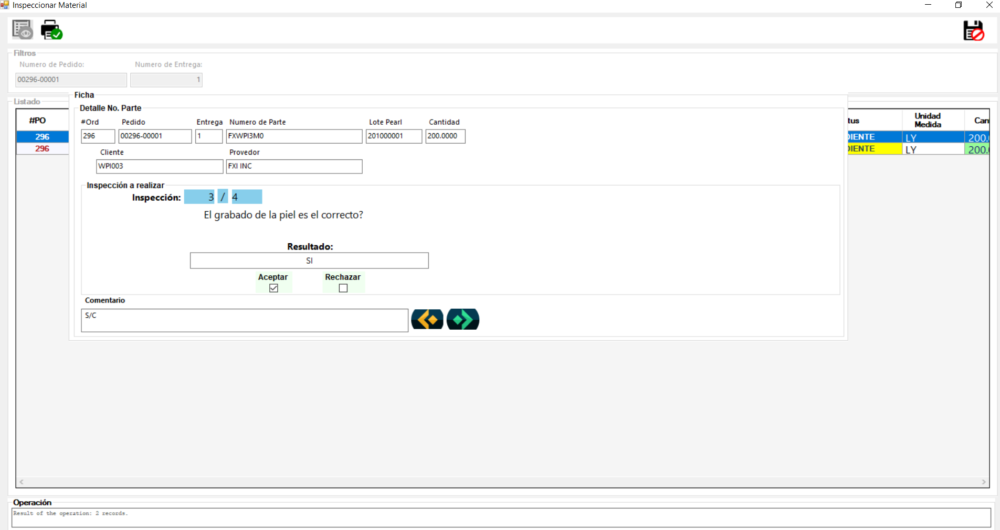 Inspeccionar Material
Filtros
Numero de Pedido: Numero de Entrega:
00296-00001 1
Listado
Ficha
Detalle No. Parte
#Ord Pedido Entrega Numero de Parte Lote Pearl Cantidad
296 00296-00001 1 FXWPI3M0 201000001 200.0000
Cliente Provedor
WPI003 FXI INC
#PO tus Unidad Medida Can
296 DIENTE LY 200.
296 DIENTE LY 200.
Inspección a realizar
Inspección: 3 / 4
El grabado de la piel es el correcto?
Resultado:
SI
Aceptar Rechazar
Comentario
S/C
Operación
Result of the operation: 2 records.